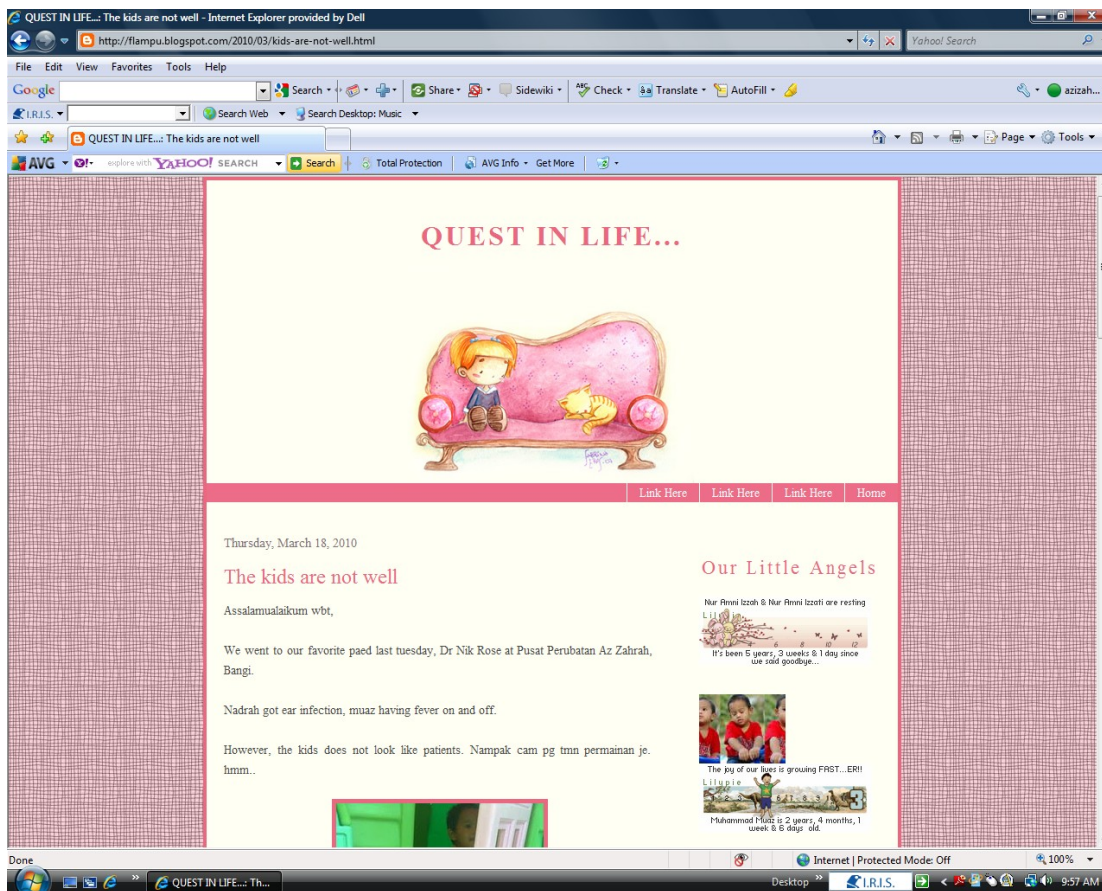 QUEST IN LIFE...: The kids are not well - Internet Explorer provided by Dell
http://flampu.blogspot.com/2010/03/kids-are-not-well.html
Yahoo! Search
File Edit View Favorites Tools Help
Google Search Share Sidewiki Check Translate AutoFill azizah...
I.R.I.S. Search Web Search Desktop: Music
QUEST IN LIFE...: The kids are not well Page Tools
AVG explore with YAHOO! SEARCH Search Total Protection AVG Info Get More
QUEST IN LIFE...
Link Here Link Here Link Here Home
Thursday, March 18, 2010
The kids are not well
Assalamualaikum wbt,
We went to our favorite paed last tuesday, Dr Nik Rose at Pusat Perubatan Az Zahrah,
Bangi.
Nadrah got ear infection, muaz having fever on and off.
However, the kids does not look like patients. Nampak cam pg tmn permainan je.
hmm..
Our Little Angels
Nur Amni Izzah & Nur Amni Izzati are resting
4 6 8 10 12
It's been 5 years, 3 weeks & 1 day since
we said goodbye...
The joy of our lives is growing FAST...ER!!
Lilypie
3
Muhammad Muaz is 2 years, 4 months, 1
week & 6 days old.
Done Internet | Protected Mode: Off 100%
QUEST IN LIFE...: Th... Desktop I.R.I.S. 9:57 AM